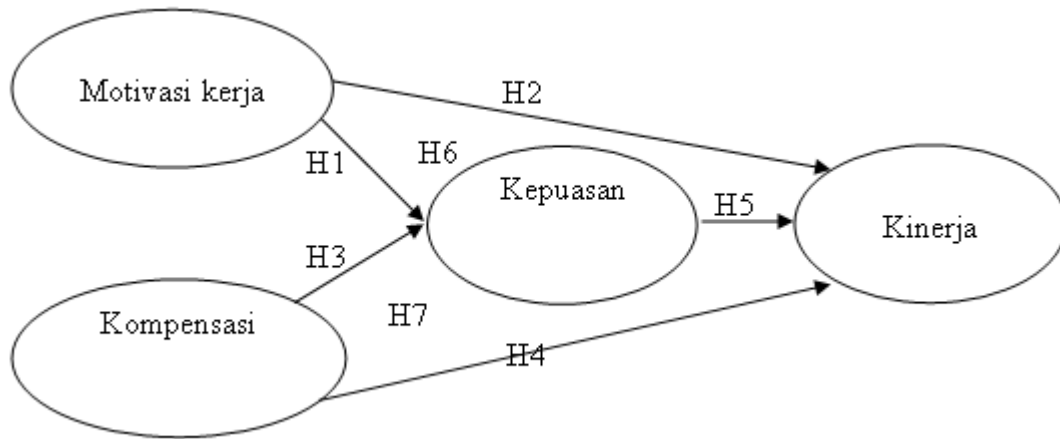 Motivasi kerja
H2
H1
H6
Kepuasan
H5
Kinerja
H3
Kompensasi
H7
H4